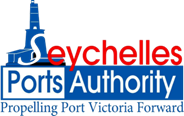 Seychelles
Ports Authority
Propelling Port Victoria Forward